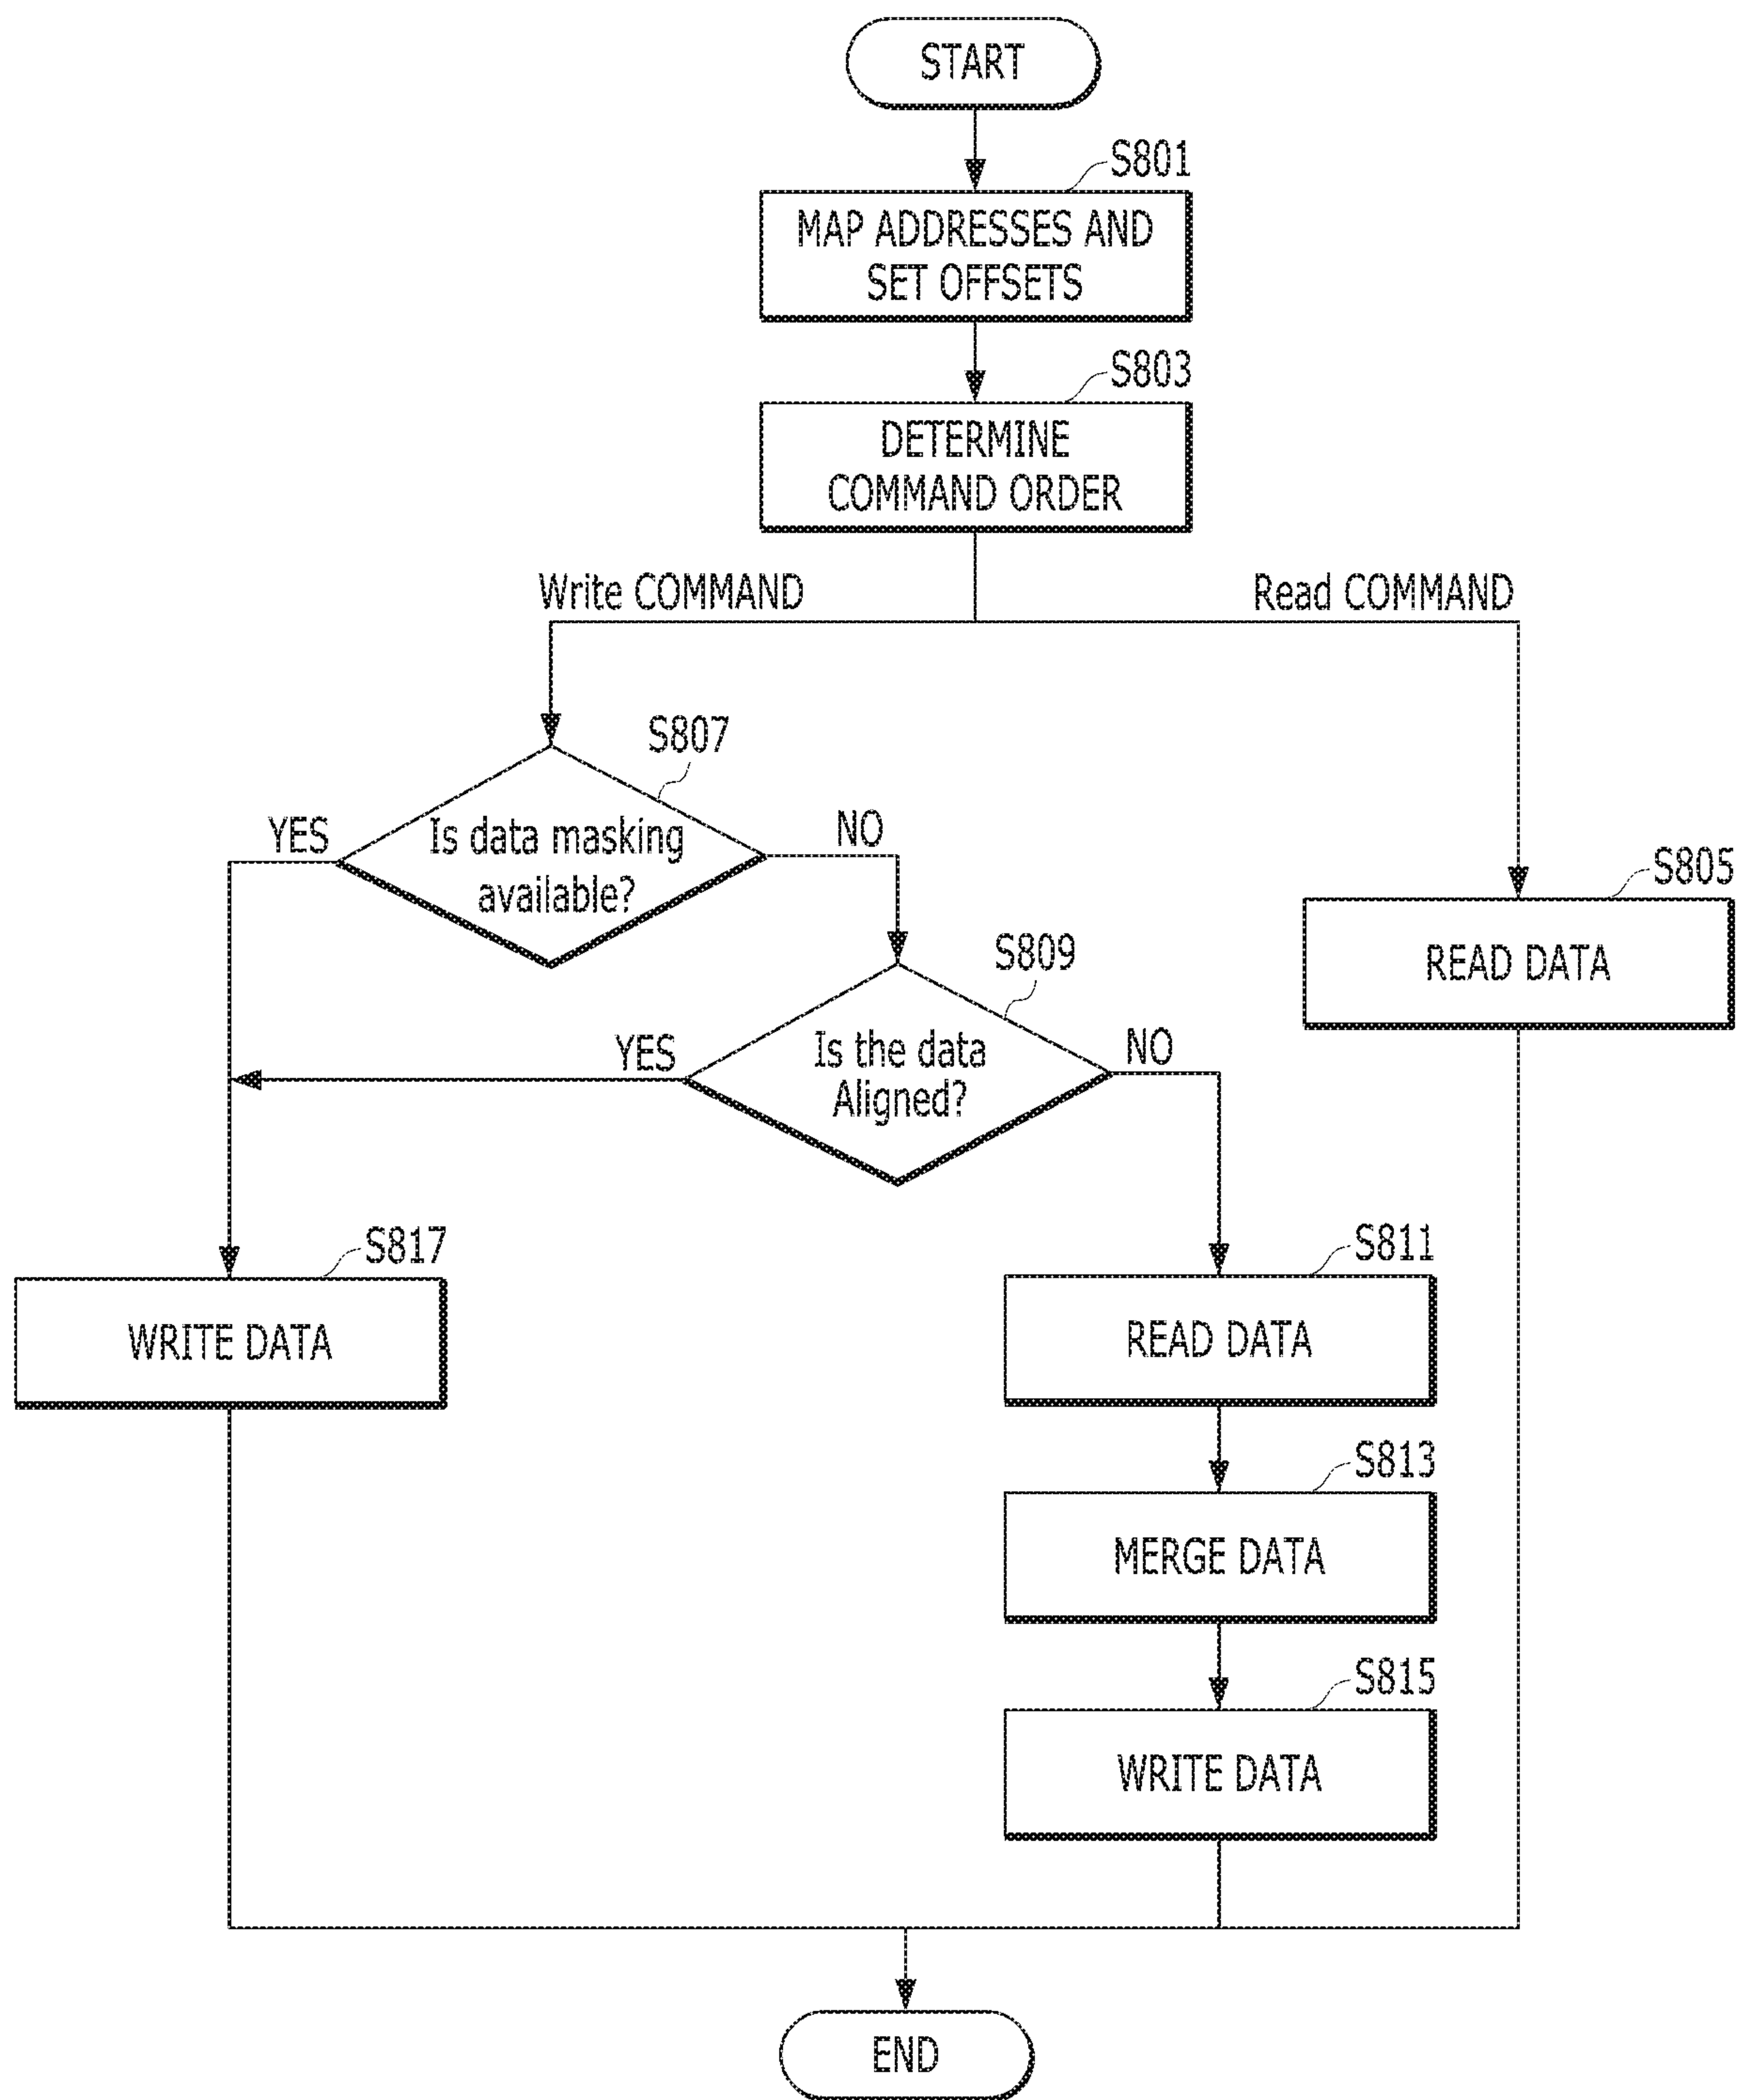 START
S801
MAP ADDRESSES AND
SET OFFSETS
S803
DETERMINE
COMMAND ORDER
Write COMMAND
Read COMMAND
S807
YES
Is data masking
available?
NO
S805
READ DATA
S809
YES
Is the data
Aligned?
NO
S817
WRITE DATA
S811
READ DATA
S813
MERGE DATA
S815
WRITE DATA
END